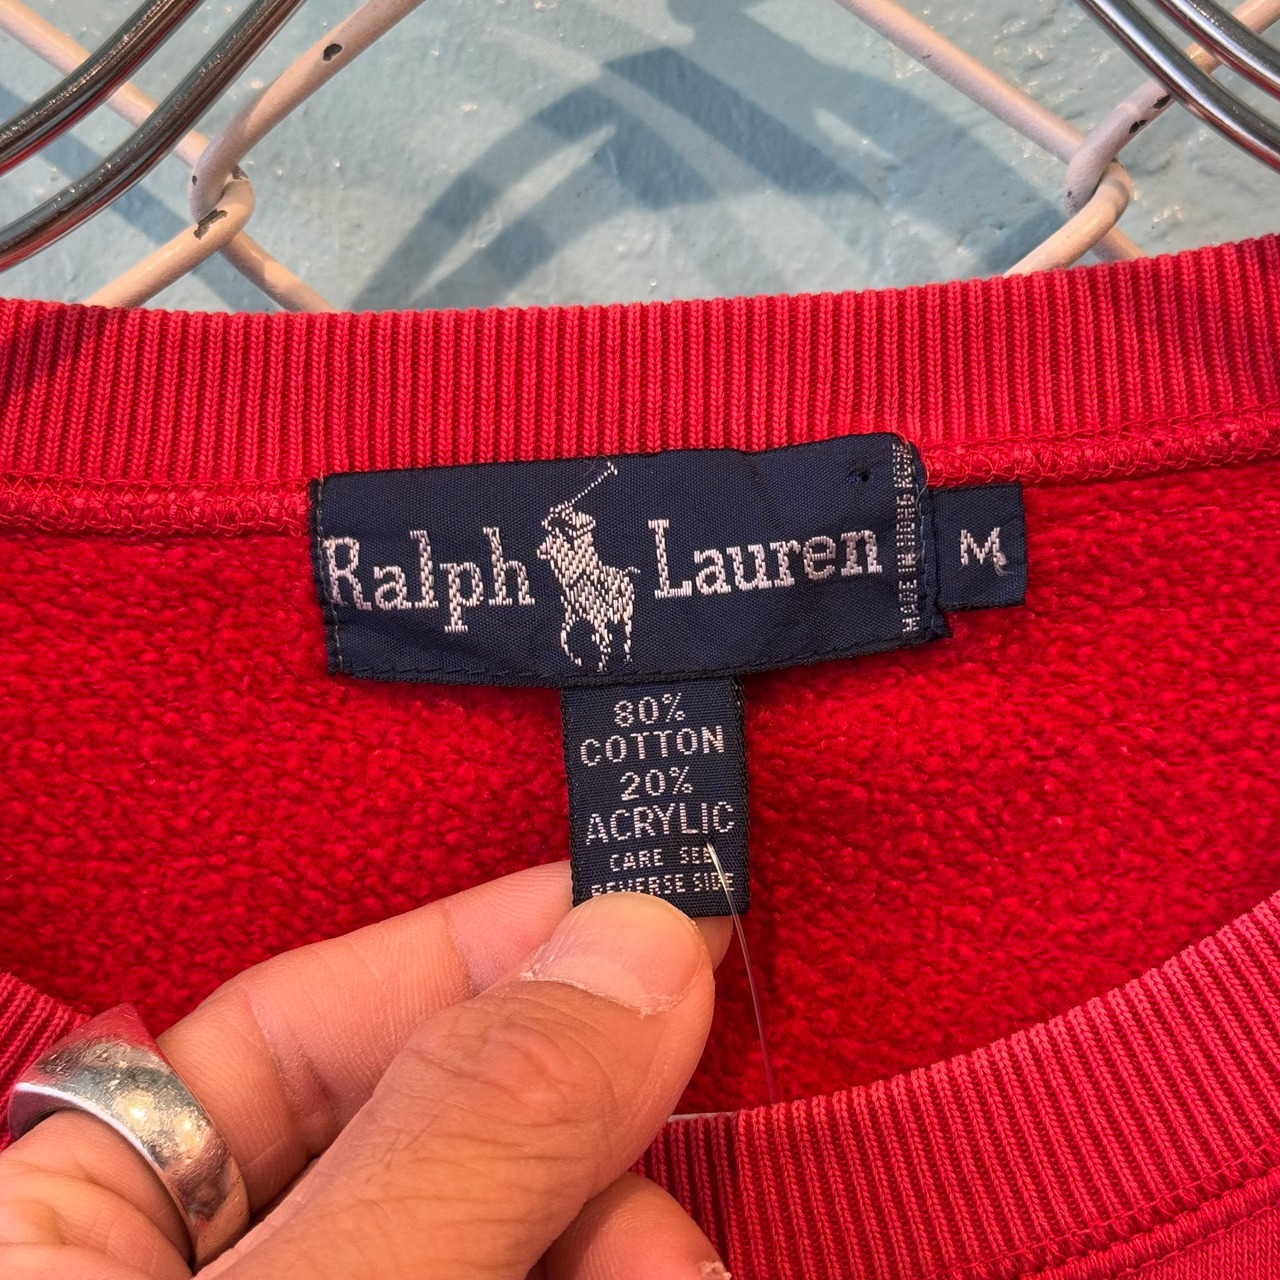 Ralph Lauren
MADE IN HONG KONG
M
80%
COTTON
20%
ACRYLIC
CARE SEE
REVERSE SIDE